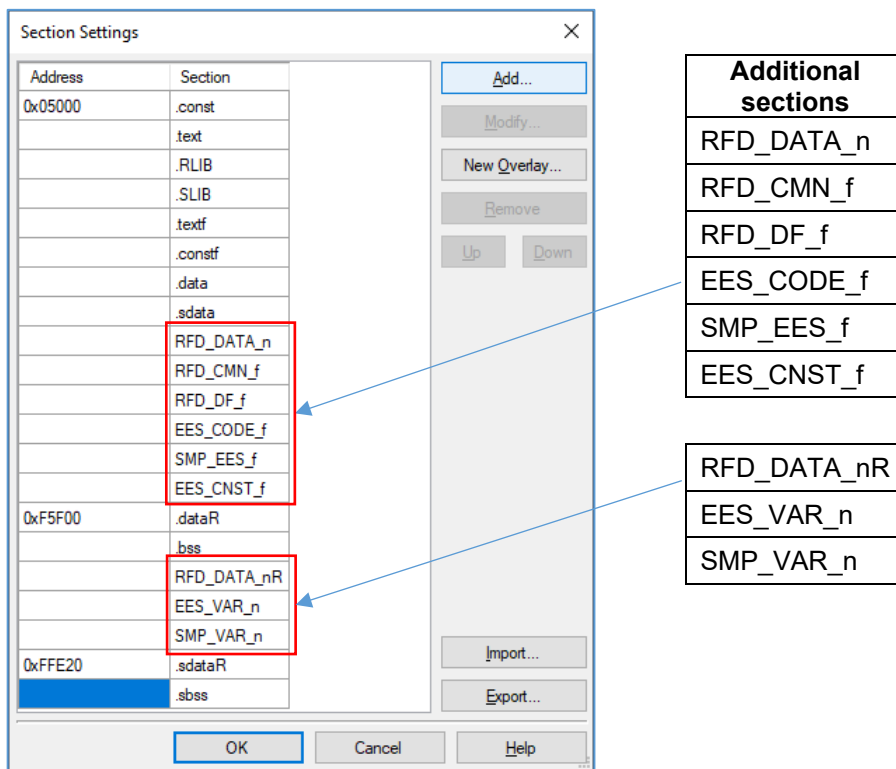 Section Settings
Address Section
0x05000 .const
.text
.RLIB
.SLIB
.textf
.constf
.data
.sdata
RFD_DATA_n
RFD_CMN_f
RFD_DF_f
EES_CODE_f
SMP_EES_f
EES_CNST_f
0xF5F00 .dataR
.bss
RFD_DATA_nR
EES_VAR_n
SMP_VAR_n
0xFFE20 .sdataR
.sbss
Add...
Modify...
New Overlay...
Remove
Up Down
Import...
Export...
OK Cancel Help
Additional
sections
RFD_DATA_n
RFD_CMN_f
RFD_DF_f
EES_CODE_f
SMP_EES_f
EES_CNST_f
RFD_DATA_nR
EES_VAR_n
SMP_VAR_n